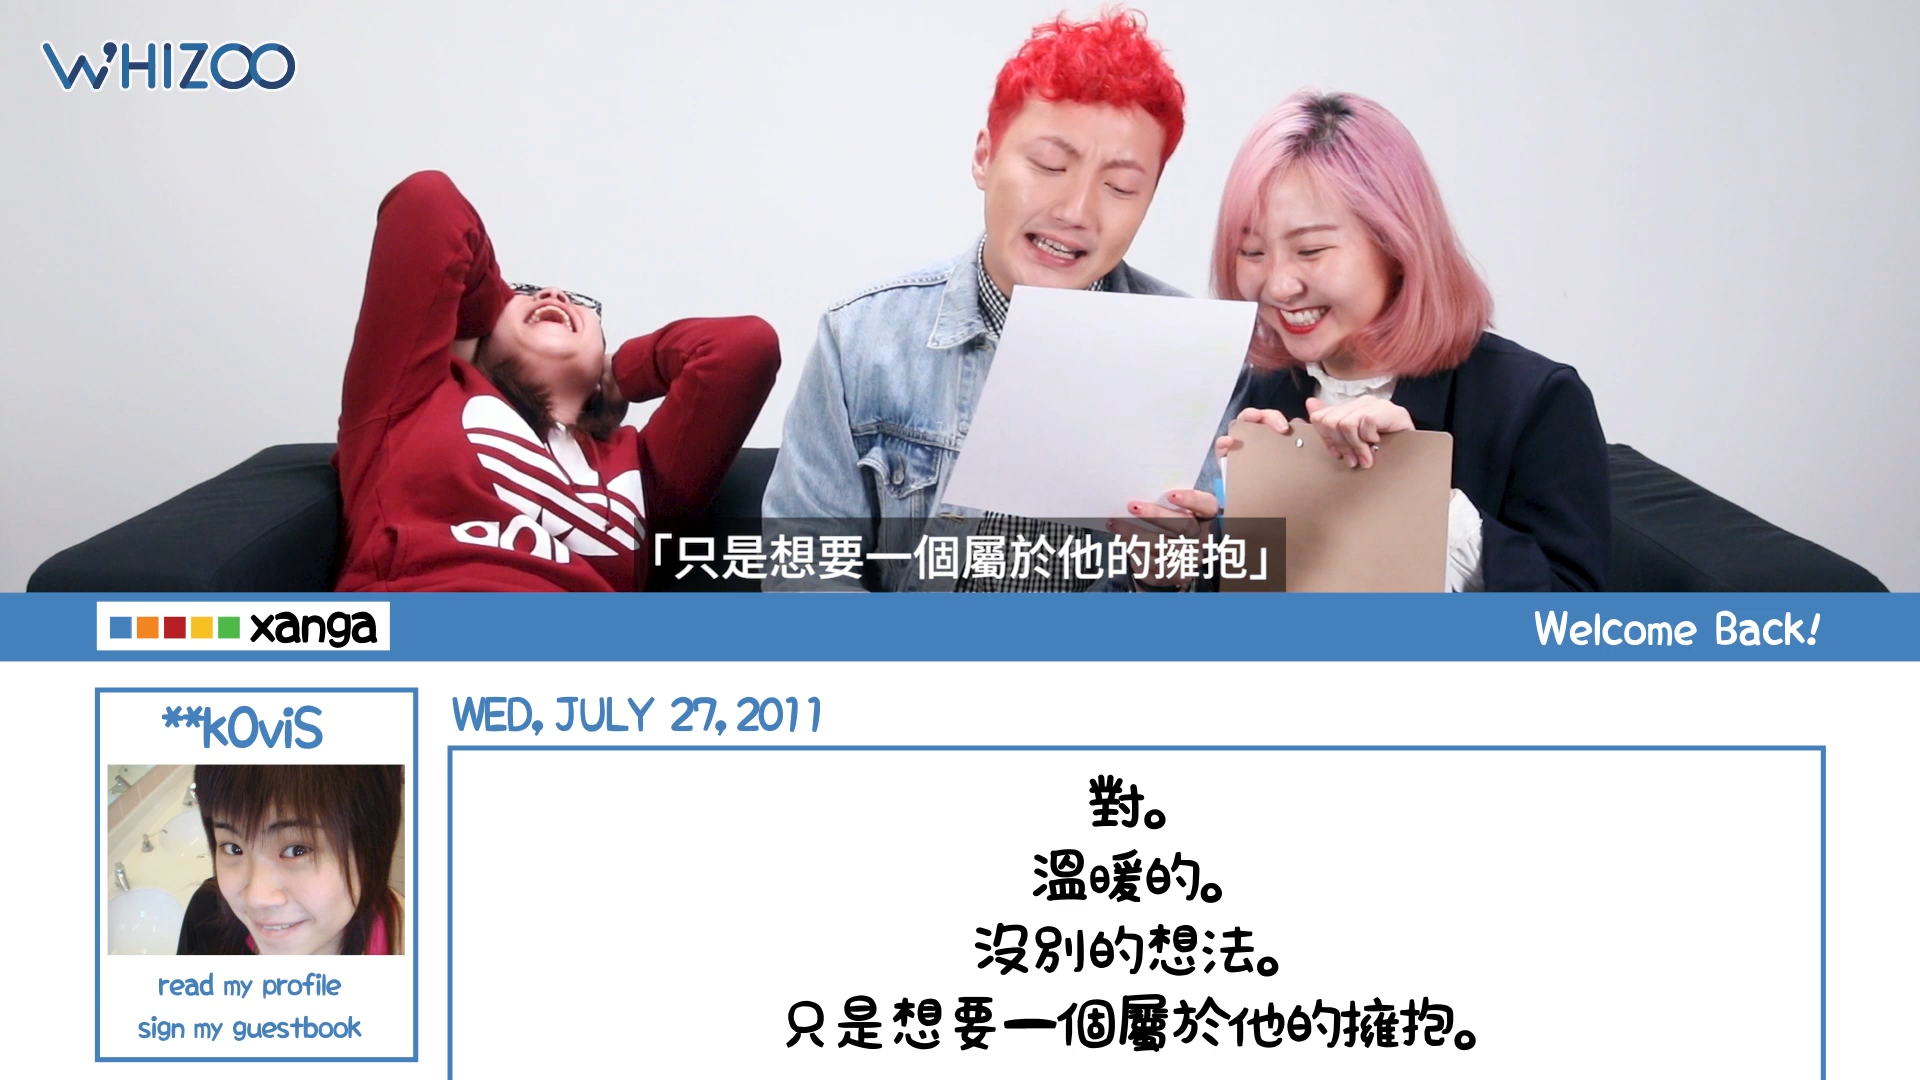 W'HIZOO
「只是想要一個屬於他的擁抱」
xanga
Welcome Back!
**k0viS
WED, JULY 27, 2011
對。
溫暖的。
沒別的想法。
只是想要一個屬於他的擁抱。
read my profile
sign my guestbook